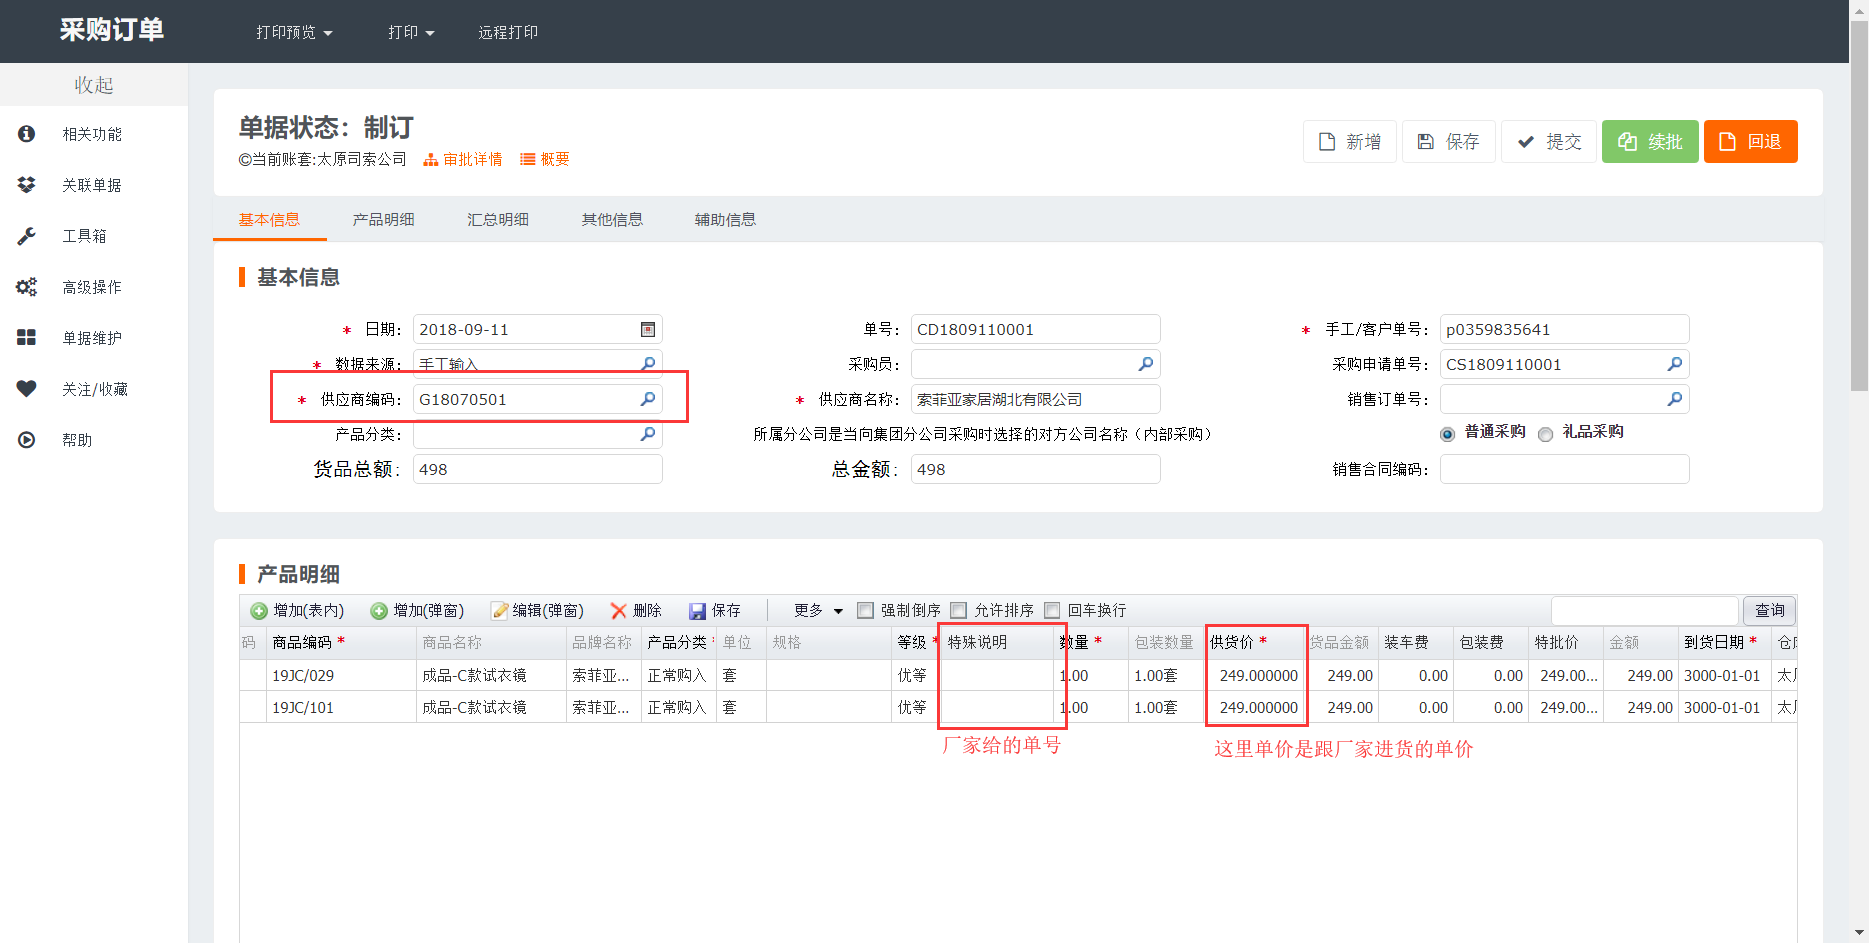 采购订单 打印预览 打印 远程打印
收起
相关功能
关联单据
工具箱
高级操作
单据维护
关注/收藏
帮助
单据状态：制订
©当前账套:太原司索公司 审批详情 概要
新增 保存 提交 续批 回退
基本信息 产品明细 汇总明细 其他信息 辅助信息
基本信息
* 日期： 2018-09-11 单号： CD1809110001 * 手工/客户单号： p0359835641
* 数据来源： 手工输入 采购员： 采购申请单号： CS1809110001
* 供应商编码： G18070501 * 供应商名称： 索菲亚家居湖北有限公司 销售订单号：
产品分类： 所属分公司是当向集团分公司采购时选择的对方公司名称（内部采购） 普通采购 礼品采购
货品总额： 498 总金额： 498 销售合同编码：
产品明细
增加(表内) 增加(弹窗) 编辑(弹窗) 删除 保存 更多 强制倒序 允许排序 回车换行 查询
码 商品编码 * 商品名称 品牌名称 产品分类 * 单位 规格 等级 * 特殊说明 数量 * 包装数量 供货价 * 货品金额 装车费 包装费 特批价 金额 到货日期 * 仓
19JC/029 成品-C款试衣镜 索菲亚... 正常购入 套 优等 1.00 1.00套 249.000000 249.00 0.00 0.00 249.00... 249.00 3000-01-01 太
19JC/101 成品-C款试衣镜 索菲亚... 正常购入 套 优等 1.00 1.00套 249.000000 249.00 0.00 0.00 249.00... 249.00 3000-01-01 太
厂家给的单号 这里单价是跟厂家进货的单价